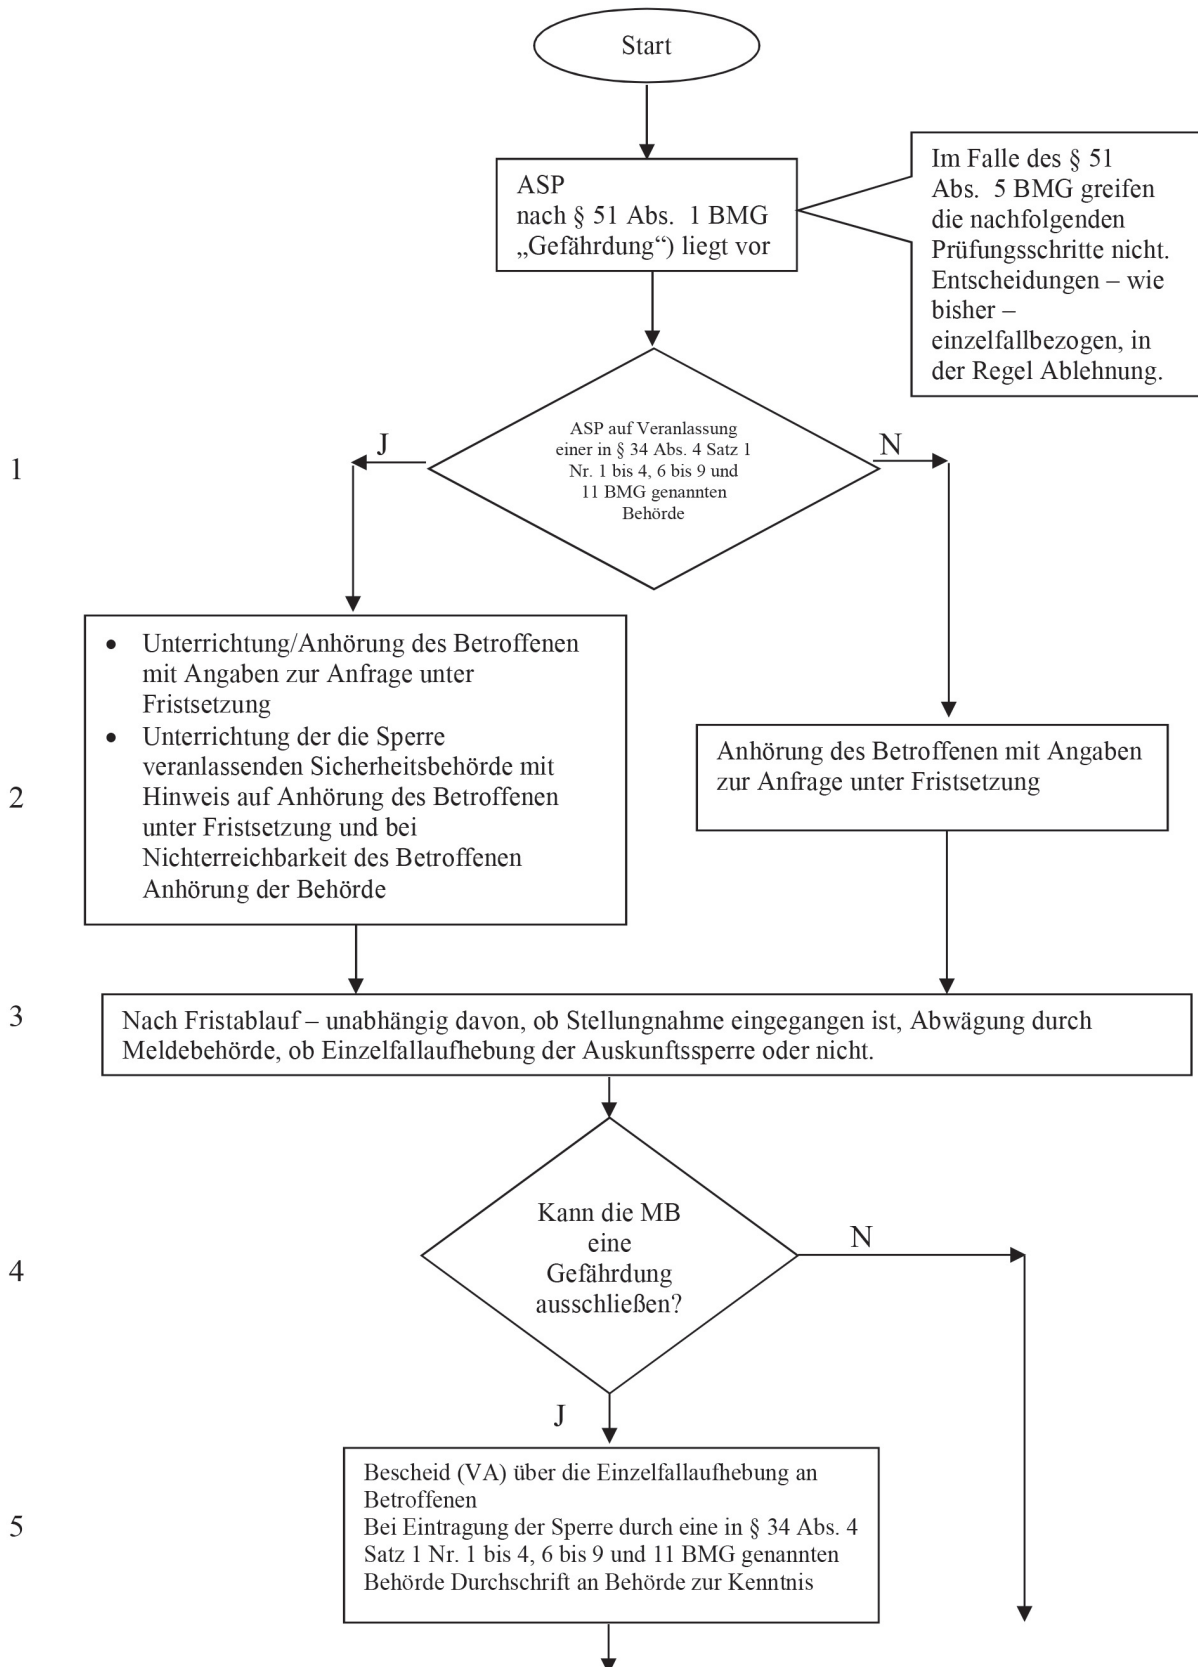 Start
ASP
nach § 51 Abs. 1 BMG
„Gefährdung“) liegt vor
Im Falle des § 51
Abs. 5 BMG greifen
die nachfolgenden
Prüfungsschritte nicht.
Entscheidungen – wie
bisher –
einzelfallbezogen, in
der Regel Ablehnung.
1
J
ASP auf Veranlassung
einer in § 34 Abs. 4 Satz 1
Nr. 1 bis 4, 6 bis 9 und
11 BMG genannten
Behörde
N
2
• Unterrichtung/Anhörung des Betroffenen
mit Angaben zur Anfrage unter
Fristsetzung
• Unterrichtung der die Sperre
veranlassenden Sicherheitsbehörde mit
Hinweis auf Anhörung des Betroffenen
unter Fristsetzung und bei
Nichterreichbarkeit des Betroffenen
Anhörung der Behörde
Anhörung des Betroffenen mit Angaben
zur Anfrage unter Fristsetzung
3
Nach Fristablauf – unabhängig davon, ob Stellungnahme eingegangen ist, Abwägung durch
Meldebehörde, ob Einzelfallaufhebung der Auskunftssperre oder nicht.
4
Kann die MB
eine
Gefährdung
ausschließen?
N
J
5
Bescheid (VA) über die Einzelfallaufhebung an
Betroffenen
Bei Eintragung der Sperre durch eine in § 34 Abs. 4
Satz 1 Nr. 1 bis 4, 6 bis 9 und 11 BMG genannten
Behörde Durchschrift an Behörde zur Kenntnis